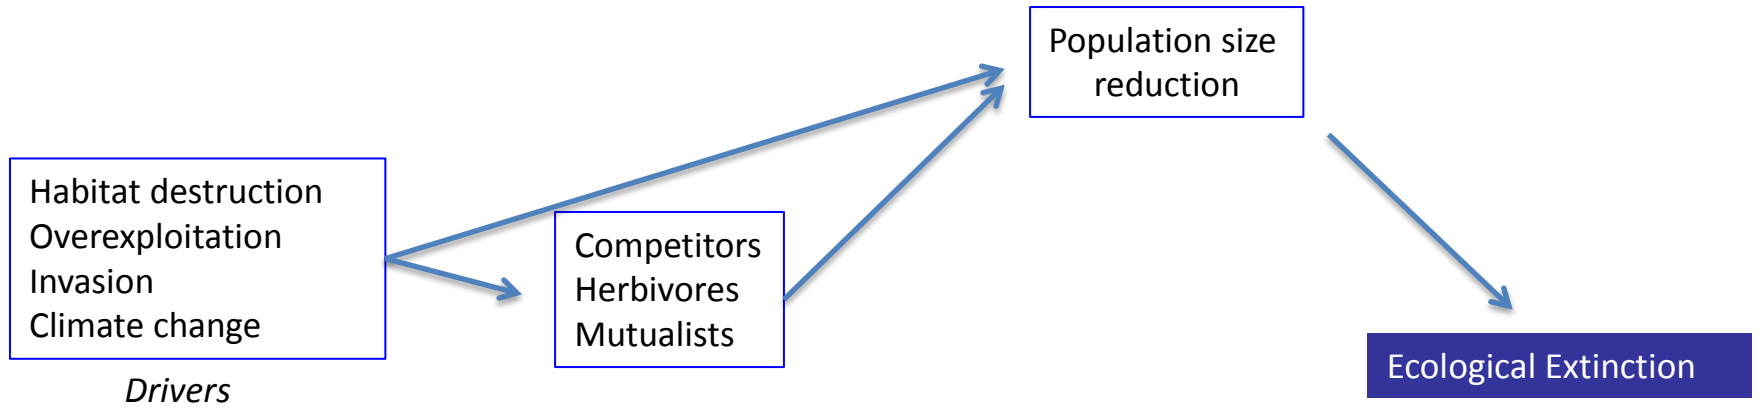 Population size
reduction
Habitat destruction
Overexploitation
Invasion
Climate change
Drivers
Competitors
Herbivores
Mutualists
Ecological Extinction